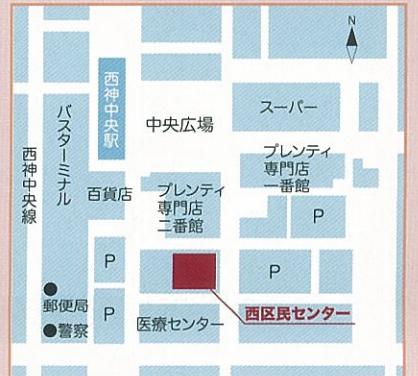 N
西神中央駅
スーパー
中央広場
バスターミナル
西神中央線
プレンティ
専門店
一番館
百貨店
プレンティ
専門店
二番館
P
P
P
郵便局
P
医療センター
西区民センター
警察